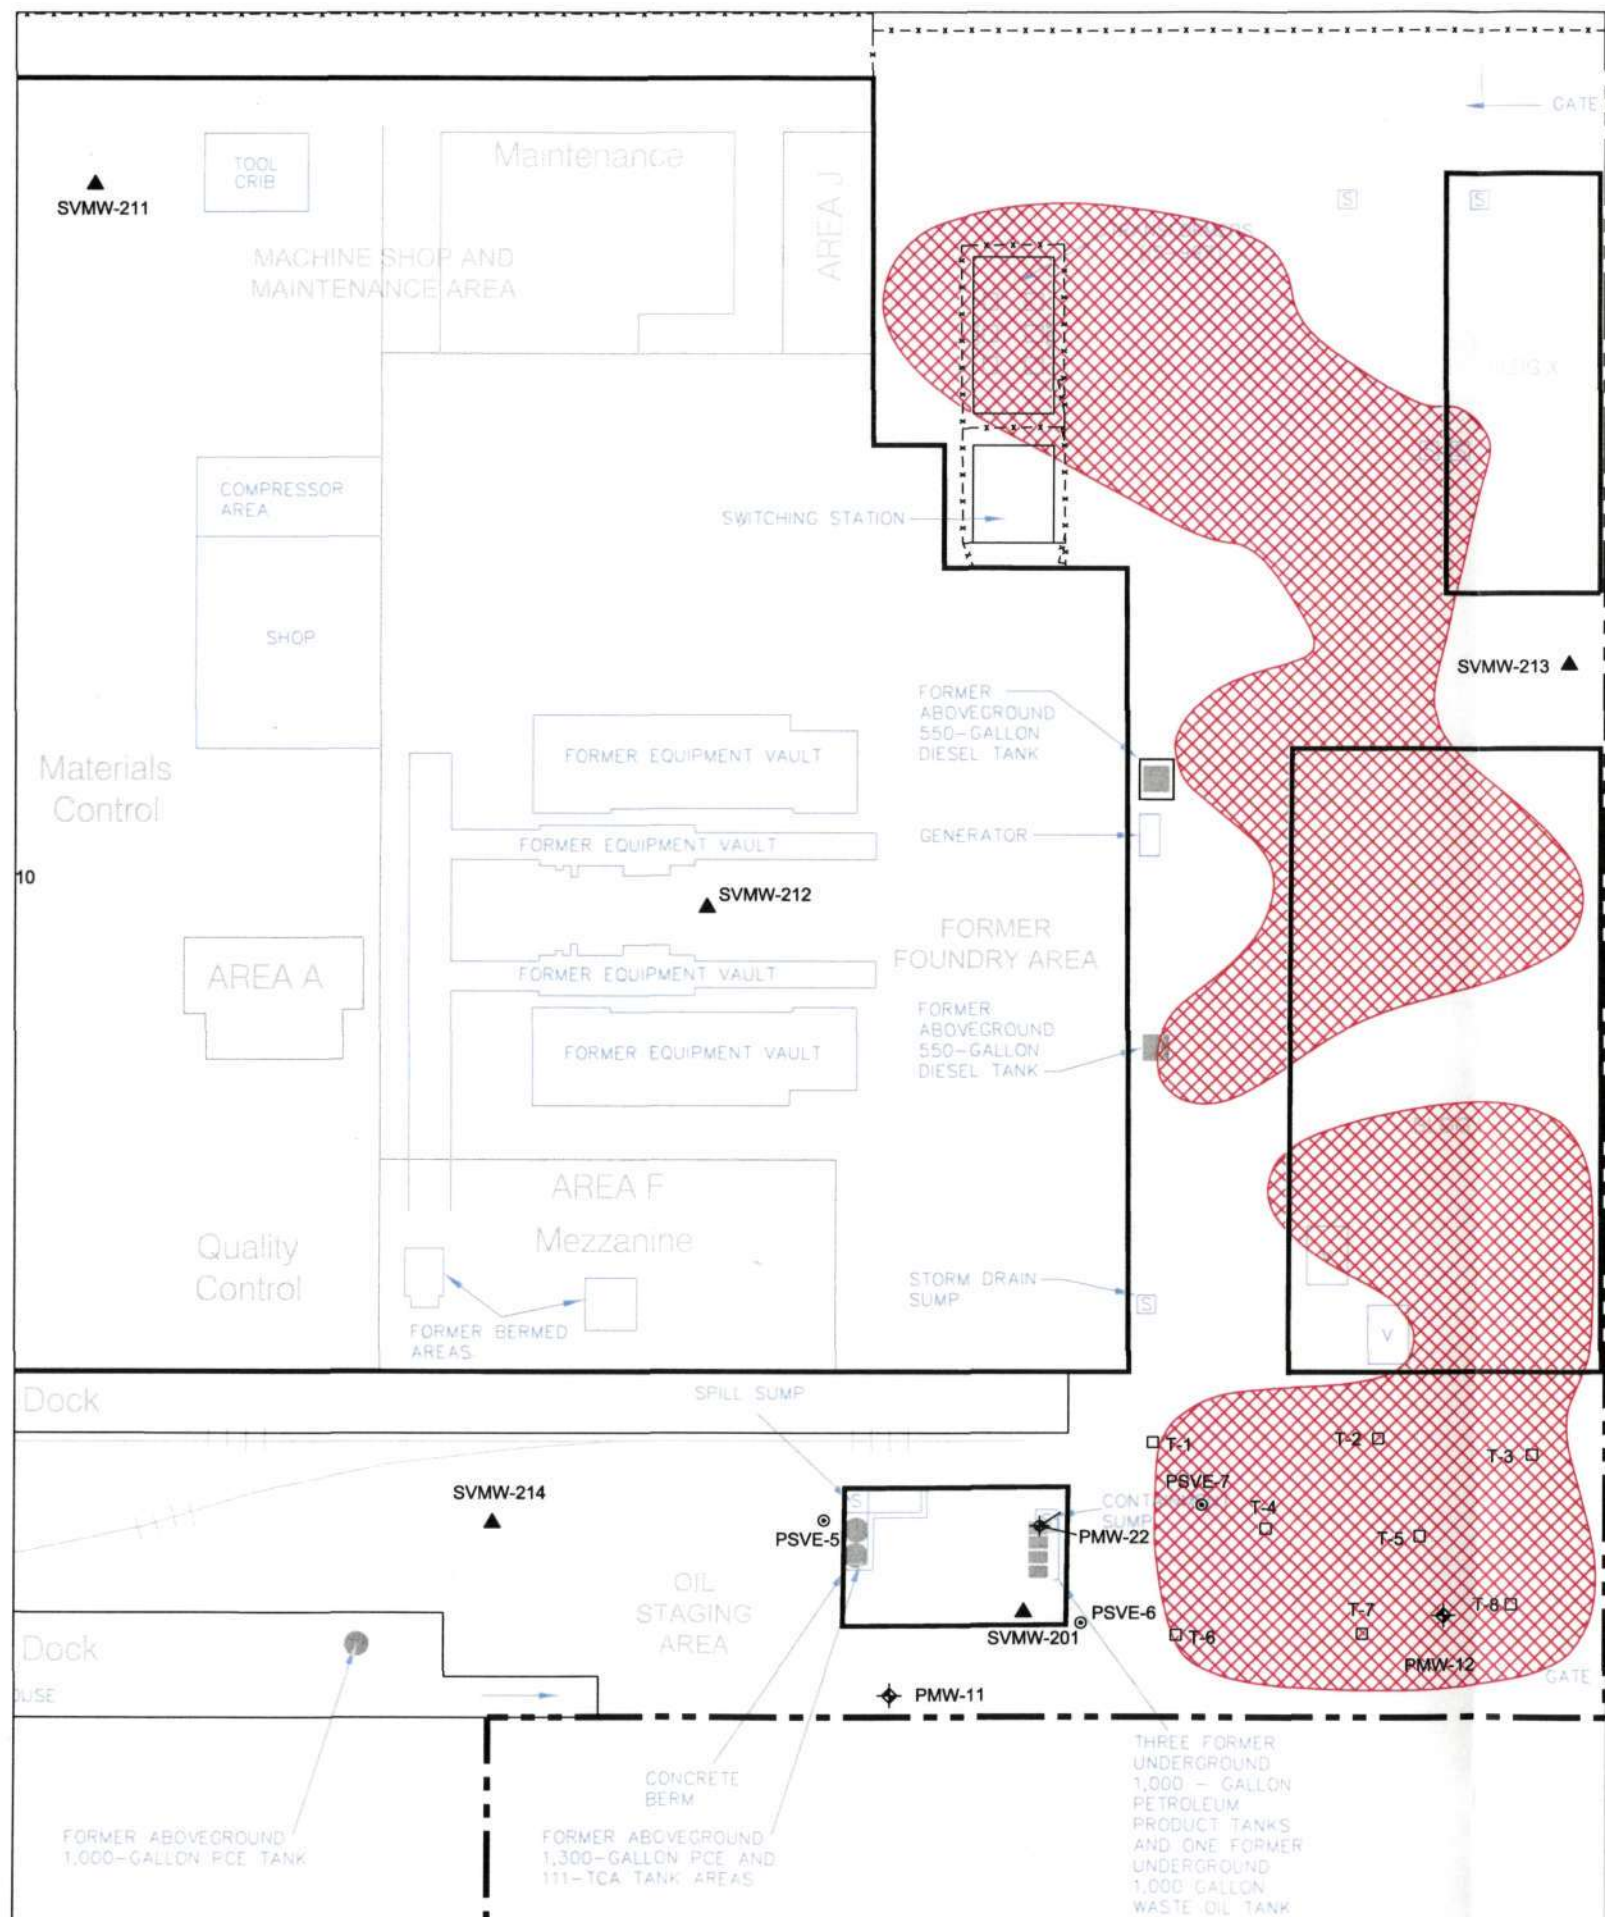 GATE
TOOL
CRIB
Maintenance
AREA J
S
S
SVMW-211
MACHINE SHOP AND
MAINTENANCE AREA
COMPRESSOR
AREA
SWITCHING STATION
SHOP
SVMW-213
FORMER
ABOVEGROUND
550-GALLON
DIESEL TANK
Materials
Control
FORMER EQUIPMENT VAULT
GENERATOR
FORMER EQUIPMENT VAULT
10
SVMW-212
FORMER
FOUNDRY AREA
AREA A
FORMER EQUIPMENT VAULT
FORMER
ABOVEGROUND
550-GALLON
DIESEL TANK
FORMER EQUIPMENT VAULT
AREA F
Mezzanine
Quality
Control
STORM DRAIN
SUMP
S
FORMER BERMED
AREAS
V
Dock
SPILL SUMP
T-1
T-2
T-3
SVMW-214
S
PSVE-7
T-4
PSVE-5
PMW-22
SUMP
T-5
OIL
STAGING
AREA
SVMW-201
PSVE-6
T-6
T-7
T-8
PMW-12
Dock
GATE
PMW-11
THREE FORMER
UNDERGROUND
1,000 - GALLON
PETROLEUM
PRODUCT TANKS
AND ONE FORMER
UNDERGROUND
1,000 GALLON
WASTE OIL TANK
CONCRETE
BERM
FORMER ABOVEGROUND
1,000-GALLON PCE TANK
FORMER ABOVEGROUND
1,300-GALLON PCE AND
111-TCA TANK AREAS